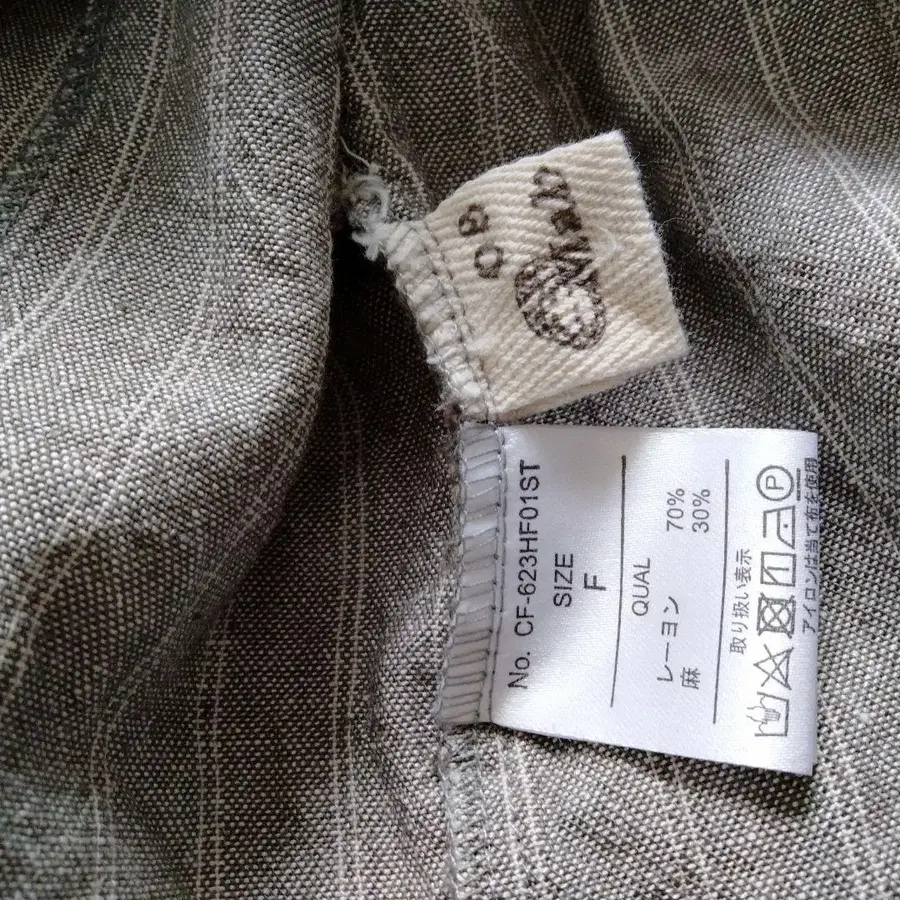 No. CF-623HF01ST
SIZE
F
QUAL
レーヨン 70%
麻 30%
取り扱い表示
P
アイロンは当て布を使用